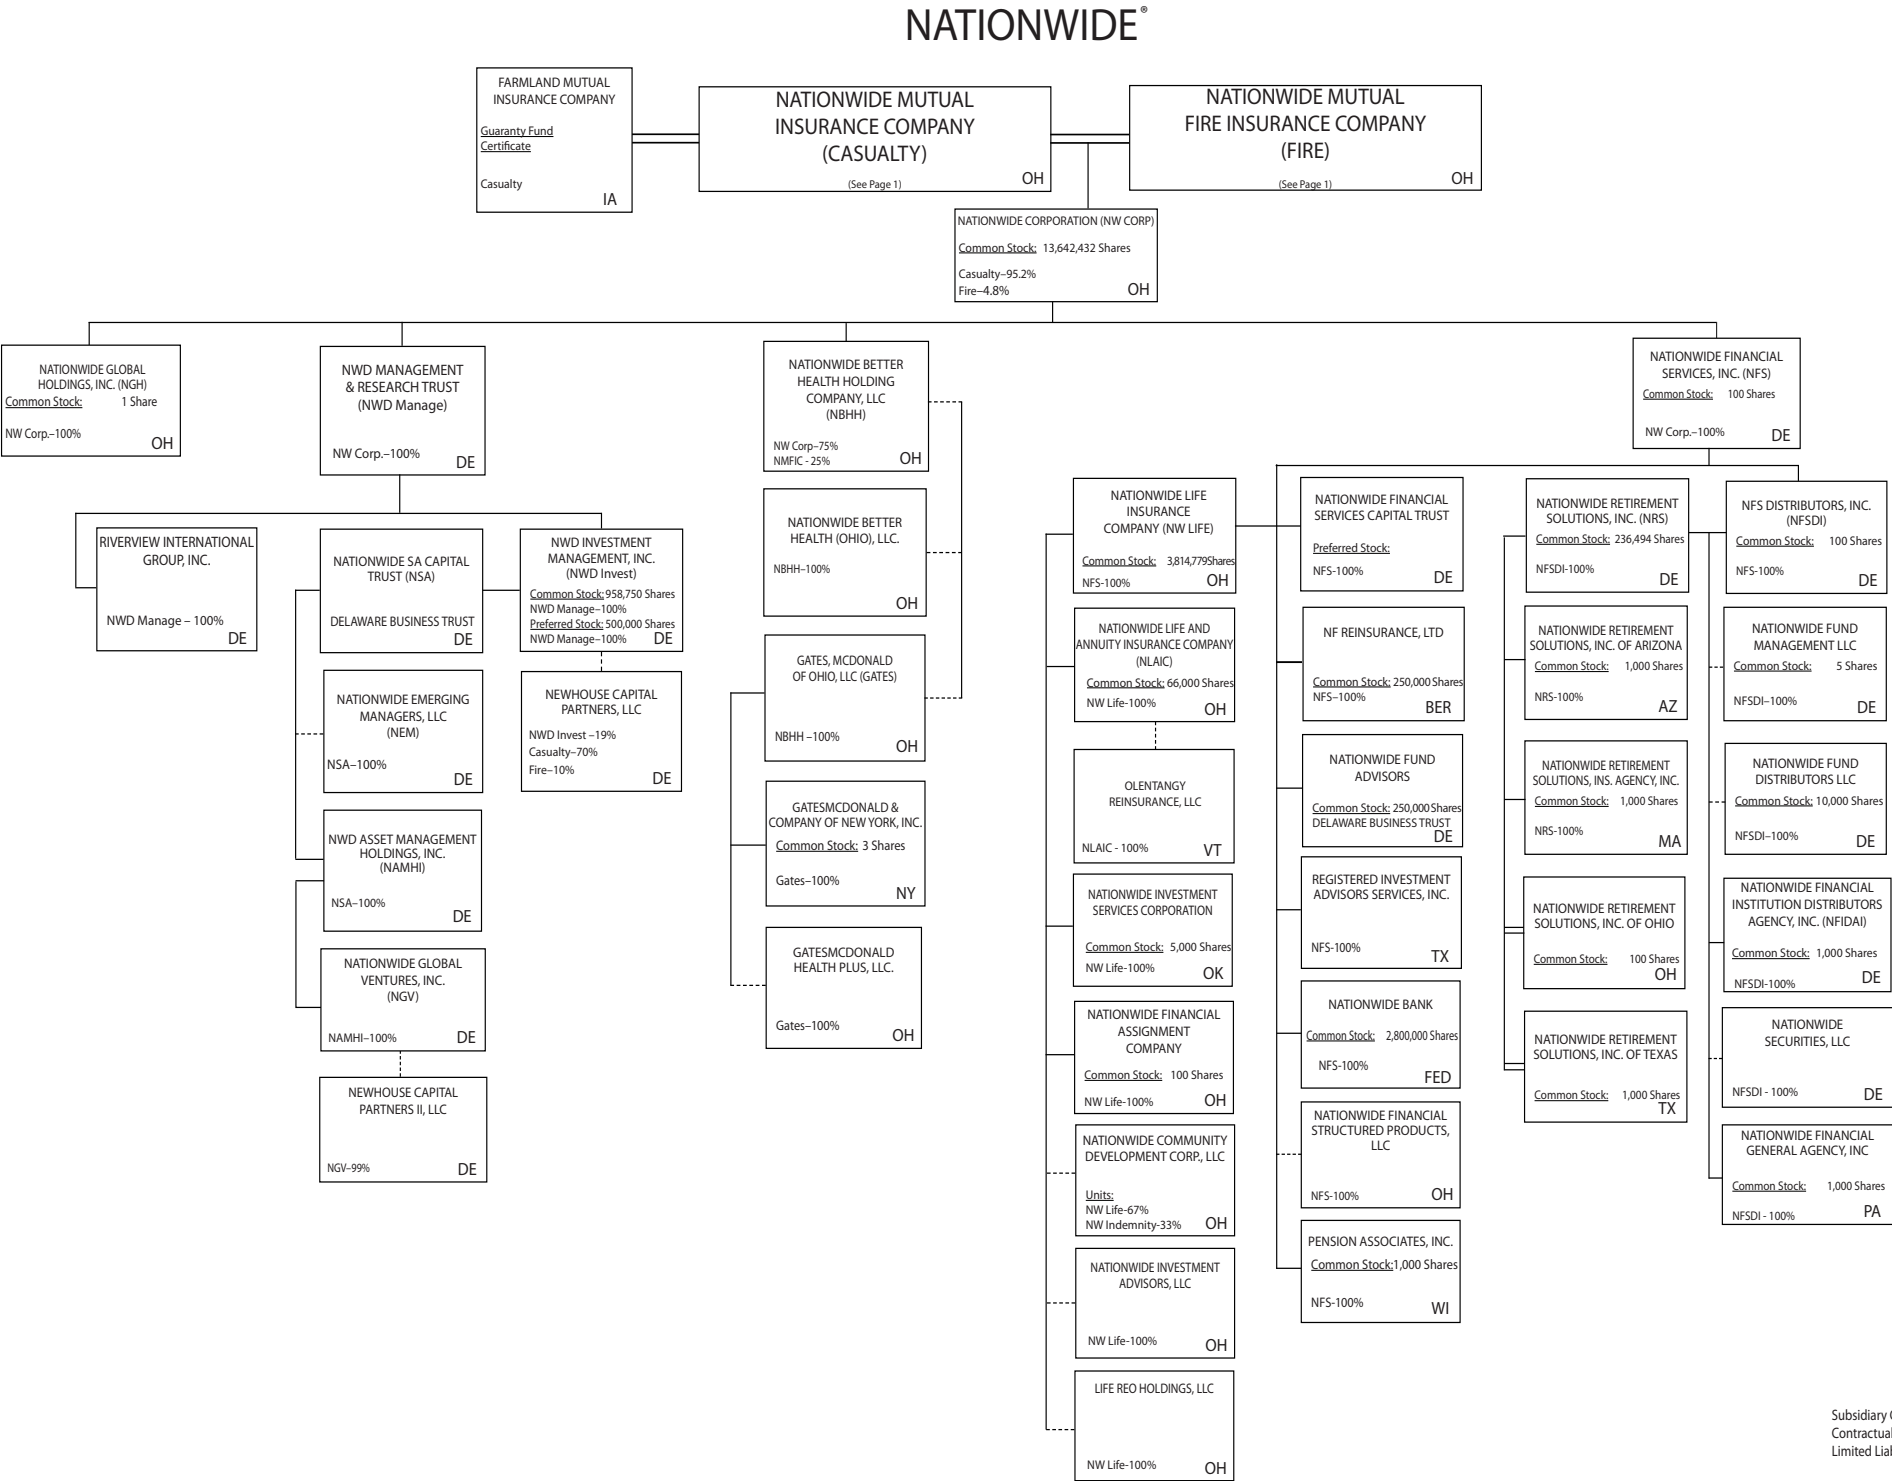 NATIONWIDE®
FARMLAND MUTUAL
INSURANCE COMPANY
Guaranty Fund
Certificate
Casualty
IA
NATIONWIDE MUTUAL
INSURANCE COMPANY
(CASUALTY)
(See Page 1)
OH
NATIONWIDE MUTUAL
FIRE INSURANCE COMPANY
(FIRE)
(See Page 1)
OH
NATIONWIDE CORPORATION (NW CORP)
Common Stock: 13,642,432 Shares
Casualty–95.2%
Fire–4.8%
OH
NATIONWIDE GLOBAL
HOLDINGS, INC. (NGH)
Common Stock: 1 Share
NW Corp.–100%
OH
NWD MANAGEMENT
& RESEARCH TRUST
(NWD Manage)
NW Corp.–100%
DE
NATIONWIDE BETTER
HEALTH HOLDING
COMPANY, LLC
(NBHH)
NW Corp–75%
NMFIC - 25%
OH
NATIONWIDE FINANCIAL
SERVICES, INC. (NFS)
Common Stock: 100 Shares
NW Corp.–100%
DE
RIVERVIEW INTERNATIONAL
GROUP, INC.
NWD Manage – 100%
DE
NATIONWIDE SA CAPITAL
TRUST (NSA)
DELAWARE BUSINESS TRUST
DE
NWD INVESTMENT
MANAGEMENT, INC.
(NWD Invest)
Common Stock: 958,750 Shares
NWD Manage–100%
Preferred Stock: 500,000 Shares
NWD Manage–100%
DE
NATIONWIDE EMERGING
MANAGERS, LLC
(NEM)
NSA–100%
DE
NEWHOUSE CAPITAL
PARTNERS, LLC
NWD Invest –19%
Casualty–70%
Fire–10%
DE
NWD ASSET MANAGEMENT
HOLDINGS, INC.
(NAMHI)
NSA–100%
DE
NATIONWIDE GLOBAL
VENTURES, INC.
(NGV)
NAMHI–100%
DE
NEWHOUSE CAPITAL
PARTNERS II, LLC
NGV–99%
DE
NATIONWIDE BETTER
HEALTH (OHIO), LLC.
NBHH–100%
OH
GATES, MCDONALD
OF OHIO, LLC (GATES)
NBHH –100%
OH
GATESMCDONALD &
COMPANY OF NEW YORK, INC.
Common Stock: 3 Shares
Gates–100%
NY
GATESMCDONALD
HEALTH PLUS, LLC.
Gates–100%
OH
NATIONWIDE LIFE
INSURANCE
COMPANY (NW LIFE)
Common Stock: 3,814,779Shares
NFS-100%
OH
NATIONWIDE LIFE AND
ANNUITY INSURANCE COMPANY
(NLAIC)
Common Stock: 66,000 Shares
NW Life-100%
OH
OLENTANGY
REINSURANCE, LLC
NLAIC - 100%
VT
NATIONWIDE INVESTMENT
SERVICES CORPORATION
Common Stock: 5,000 Shares
NW Life-100%
OK
NATIONWIDE FINANCIAL
ASSIGNMENT
COMPANY
Common Stock: 100 Shares
NW Life-100%
OH
NATIONWIDE COMMUNITY
DEVELOPMENT CORP., LLC
Units:
NW Life-67%
NW Indemnity-33%
OH
NATIONWIDE INVESTMENT
ADVISORS, LLC
NW Life-100%
OH
LIFE REO HOLDINGS, LLC
NW Life-100%
OH
NATIONWIDE FINANCIAL
SERVICES CAPITAL TRUST
Preferred Stock:
NFS-100%
DE
NF REINSURANCE, LTD
Common Stock: 250,000 Shares
NFS–100%
BER
NATIONWIDE FUND
ADVISORS
Common Stock: 250,000 Shares
DELAWARE BUSINESS TRUST
DE
REGISTERED INVESTMENT
ADVISORS SERVICES, INC.
NFS-100%
TX
NATIONWIDE BANK
Common Stock: 2,800,000 Shares
NFS-100%
FED
NATIONWIDE FINANCIAL
STRUCTURED PRODUCTS,
LLC
NFS-100%
OH
PENSION ASSOCIATES, INC.
Common Stock:1,000 Shares
NFS-100%
WI
NATIONWIDE RETIREMENT
SOLUTIONS, INC. (NRS)
Common Stock: 236,494 Shares
NFSDI-100%
DE
NATIONWIDE RETIREMENT
SOLUTIONS, INC. OF ARIZONA
Common Stock: 1,000 Shares
NRS-100%
AZ
NATIONWIDE RETIREMENT
SOLUTIONS, INS. AGENCY, INC.
Common Stock: 1,000 Shares
NRS-100%
MA
NATIONWIDE RETIREMENT
SOLUTIONS, INC. OF OHIO
Common Stock: 100 Shares
OH
NATIONWIDE RETIREMENT
SOLUTIONS, INC. OF TEXAS
Common Stock: 1,000 Shares
TX
NFS DISTRIBUTORS, INC.
(NFSDI)
Common Stock: 100 Shares
NFS-100%
DE
NATIONWIDE FUND
MANAGEMENT LLC
Common Stock: 5 Shares
NFSDI–100%
DE
NATIONWIDE FUND
DISTRIBUTORS LLC
Common Stock: 10,000 Shares
NFSDI–100%
DE
NATIONWIDE FINANCIAL
INSTITUTION DISTRIBUTORS
AGENCY, INC. (NFIDAI)
Common Stock: 1,000 Shares
NFSDI-100%
DE
NATIONWIDE
SECURITIES, LLC
NFSDI - 100%
DE
NATIONWIDE FINANCIAL
GENERAL AGENCY, INC
Common Stock: 1,000 Shares
NFSDI - 100%
PA
Subsidiary
Contractual
Limited